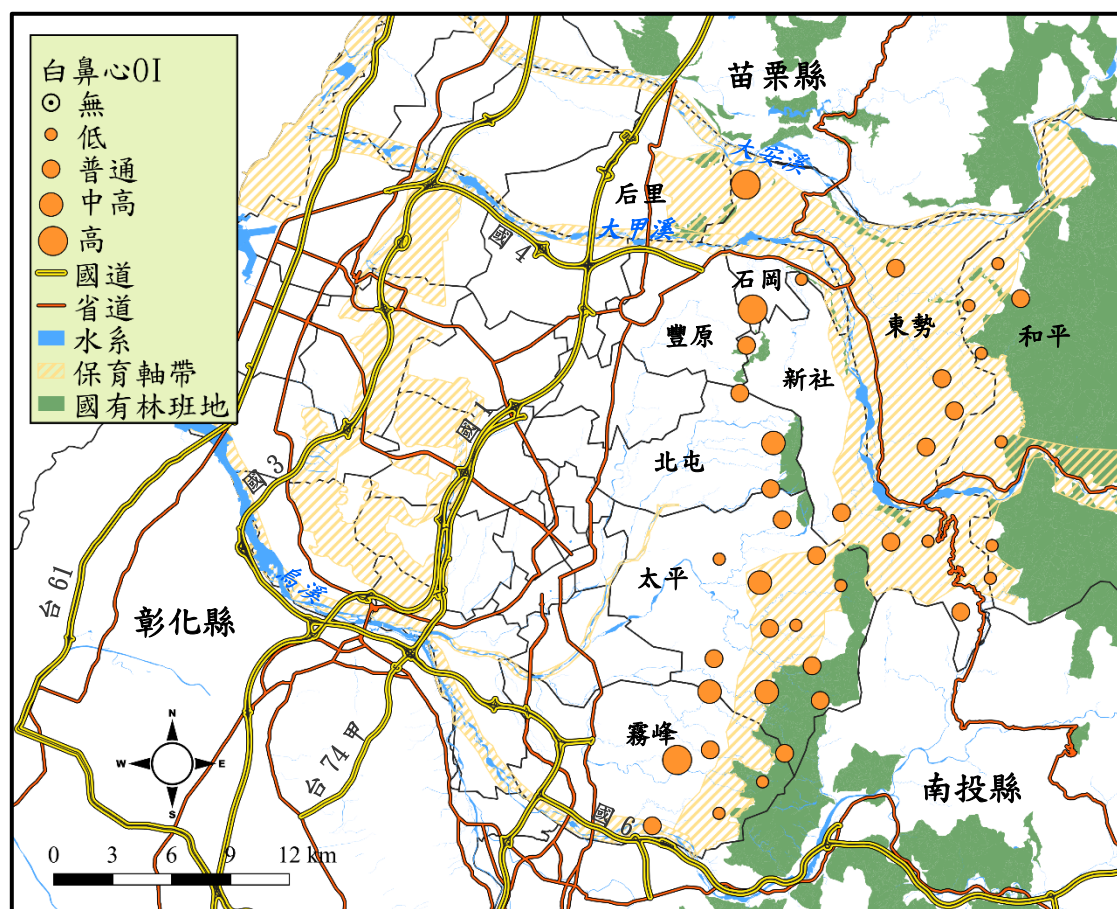 白鼻心OI
無
低
普通
中高
高
國道
省道
水系
保育軸帶
國有林班地
苗栗縣
大安溪
后里
大甲溪
國 4
石岡
豐原
東勢
和平
新社
國 1
北屯
國 3
台 61
烏溪
太平
彰化縣
霧峰
台 74 甲
國 6
南投縣
N
W
E
S
0 3 6 9 12 km